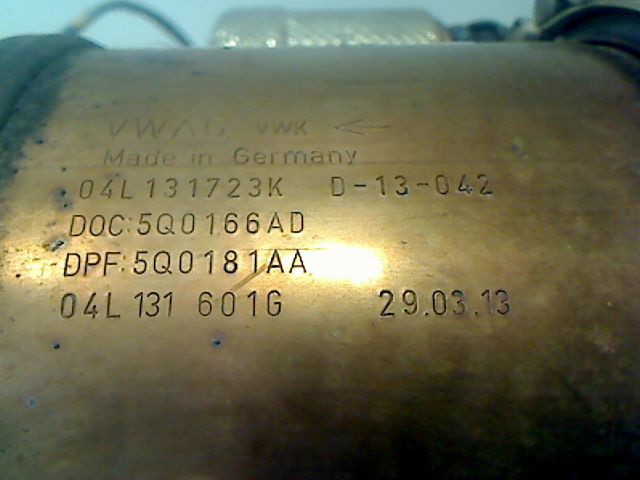 VWAG VWK ←
Made in Germany
04L131723K D-13-042
DOC:5Q0166AD
DPF:5Q0181AA
04L 131 601G 29.03.13